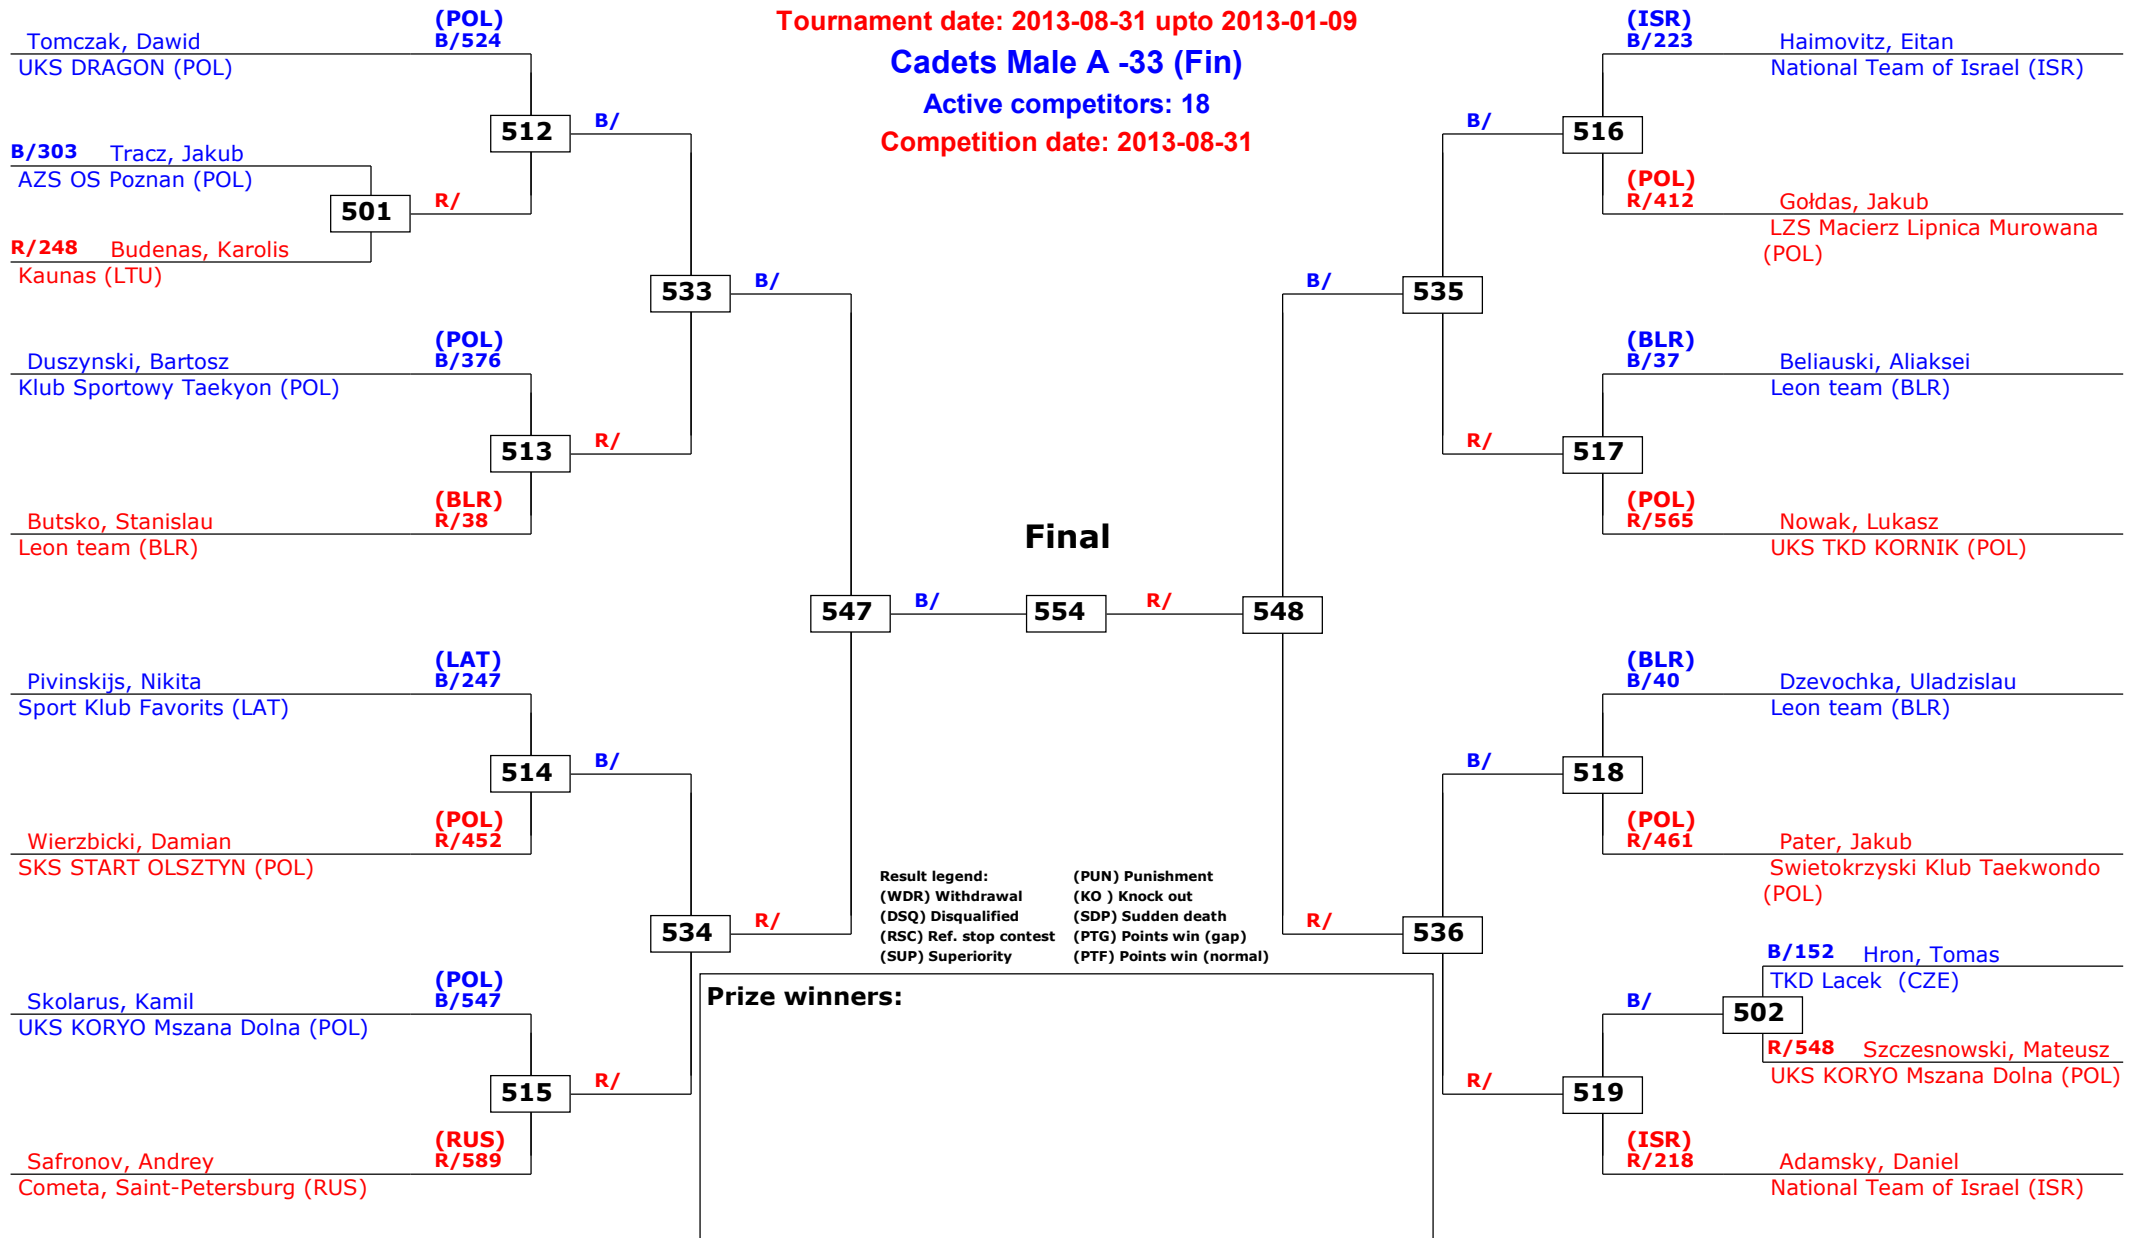 Tournament date: 2013-08-31 upto 2013-01-09
Cadets Male A -33 (Fin)
Active competitors: 18
Competition date: 2013-08-31
(POL)
Tomczak, Dawid B/524
UKS DRAGON (POL)
512 B/
B/303 Tracz, Jakub
AZS OS Poznan (POL)
501 R/
R/248 Budenas, Karolis
Kaunas (LTU)
533 B/
(POL)
Duszynski, Bartosz B/376
Klub Sportowy Taekyon (POL)
513 R/
(BLR)
Butsko, Stanislau R/38
Leon team (BLR)
547 B/
(LAT)
Pivinskijs, Nikita B/247
Sport Klub Favorits (LAT)
514 B/
(POL)
Wierzbicki, Damian R/452
SKS START OLSZTYN (POL)
534 R/
(POL)
Skolarus, Kamil B/547
UKS KORYO Mszana Dolna (POL)
515 R/
(RUS)
Safronov, Andrey R/589
Cometa, Saint-Petersburg (RUS)
Final
554
R/ 548
(ISR)
B/223 Haimovitz, Eitan
National Team of Israel (ISR)
B/ 516
(POL)
R/412 Gołdas, Jakub
LZS Macierz Lipnica Murowana
(POL)
B/ 535
(BLR)
B/37 Beliauski, Aliaksei
Leon team (BLR)
R/ 517
(POL)
R/565 Nowak, Lukasz
UKS TKD KORNIK (POL)
(BLR)
B/40 Dzevochka, Uladzislau
Leon team (BLR)
B/ 518
(POL)
R/461 Pater, Jakub
Swietokrzyski Klub Taekwondo
(POL)
R/ 536
B/152 Hron, Tomas
TKD Lacek (CZE)
B/ 502
R/548 Szczesnowski, Mateusz
UKS KORYO Mszana Dolna (POL)
R/ 519
(ISR)
R/218 Adamsky, Daniel
National Team of Israel (ISR)
Result legend: (PUN) Punishment
(WDR) Withdrawal (KO ) Knock out
(DSQ) Disqualified (SDP) Sudden death
(RSC) Ref. stop contest (PTG) Points win (gap)
(SUP) Superiority (PTF) Points win (normal)
Prize winners: